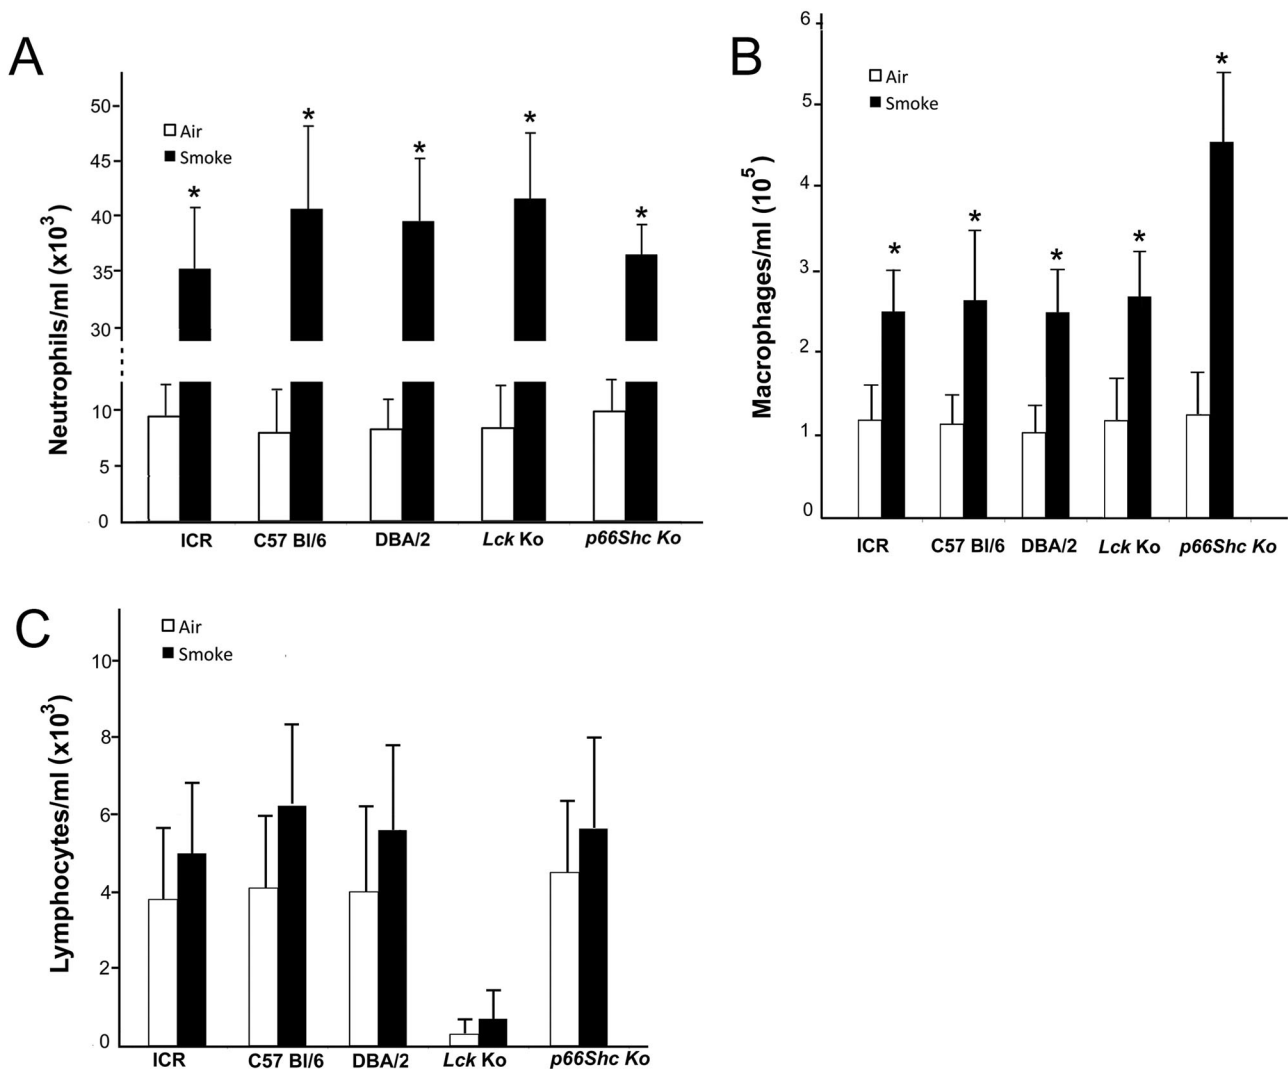 A
50
45
40
35
30
10
5
0
Neutrophils/ml (x10³)
Air
Smoke
*
*
*
*
*
ICR C57 Bl/6 DBA/2 Lck Ko p66Shc Ko
B
6
5
4
3
2
1
0
Macrophages/ml (10⁵)
Air
Smoke
*
*
*
*
*
ICR C57 Bl/6 DBA/2 Lck Ko p66Shc Ko
C
10
8
6
4
2
0
Lymphocytes/ml (x10³)
Air
Smoke
ICR C57 Bl/6 DBA/2 Lck Ko p66Shc Ko